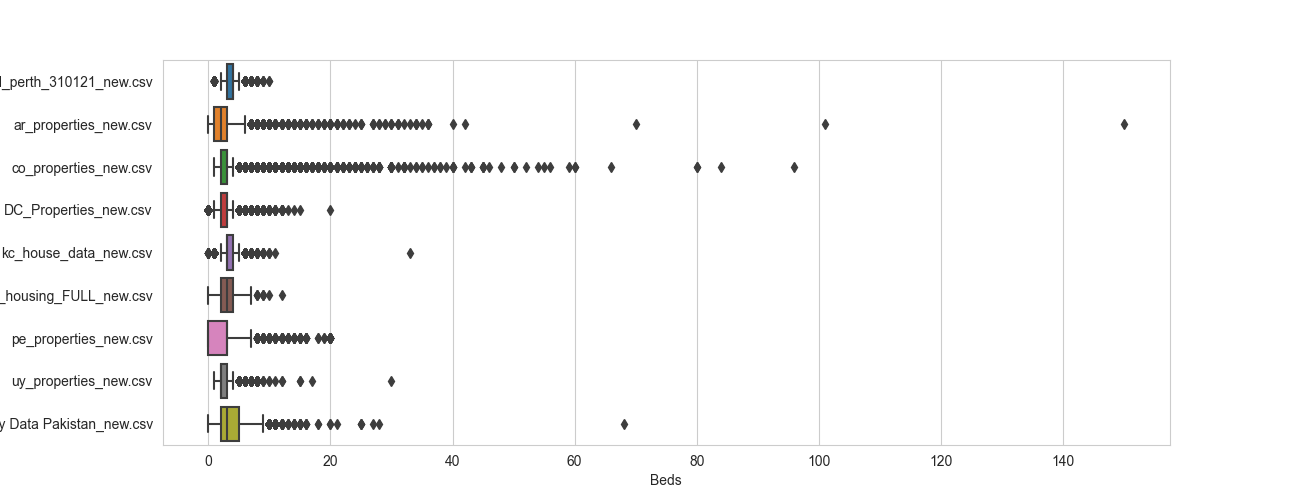 l_perth_310121_new.csv
ar_properties_new.csv
co_properties_new.csv
DC_Properties_new.csv
kc_house_data_new.csv
_housing_FULL_new.csv
pe_properties_new.csv
uy_properties_new.csv
y Data Pakistan_new.csv
0 20 40 60 80 100 120 140
Beds